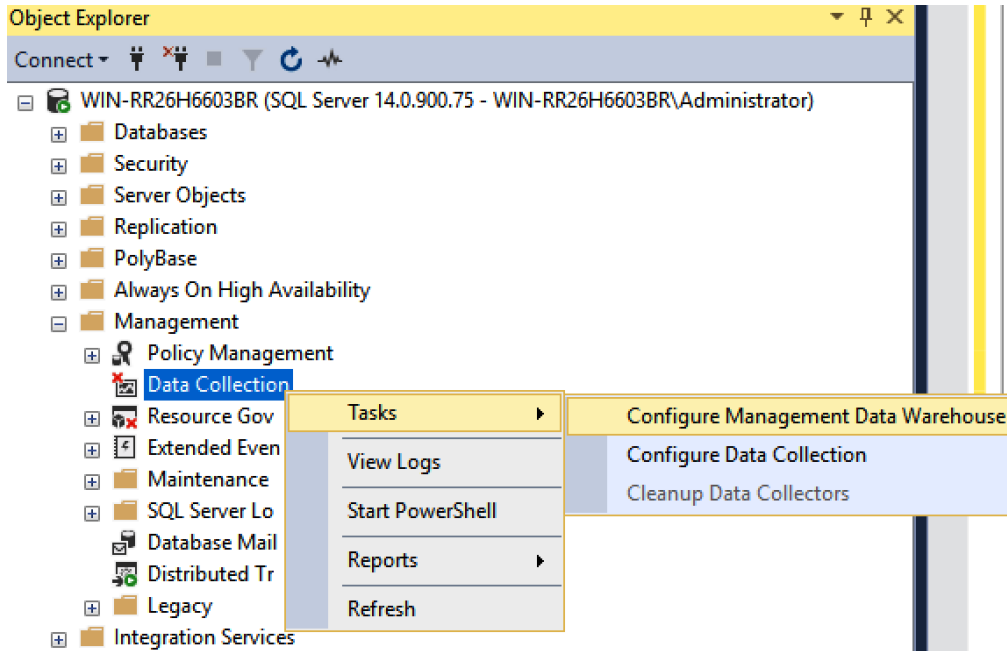 Object Explorer
Connect
WIN-RR26H6603BR (SQL Server 14.0.900.75 - WIN-RR26H6603BR\Administrator)
Databases
Security
Server Objects
Replication
PolyBase
Always On High Availability
Management
Policy Management
Data Collection
Resource Gov
Extended Even
Maintenance
SQL Server Lo
Database Mail
Distributed Tr
Legacy
Integration Services
Tasks
View Logs
Start PowerShell
Reports
Refresh
Configure Management Data Warehouse
Configure Data Collection
Cleanup Data Collectors